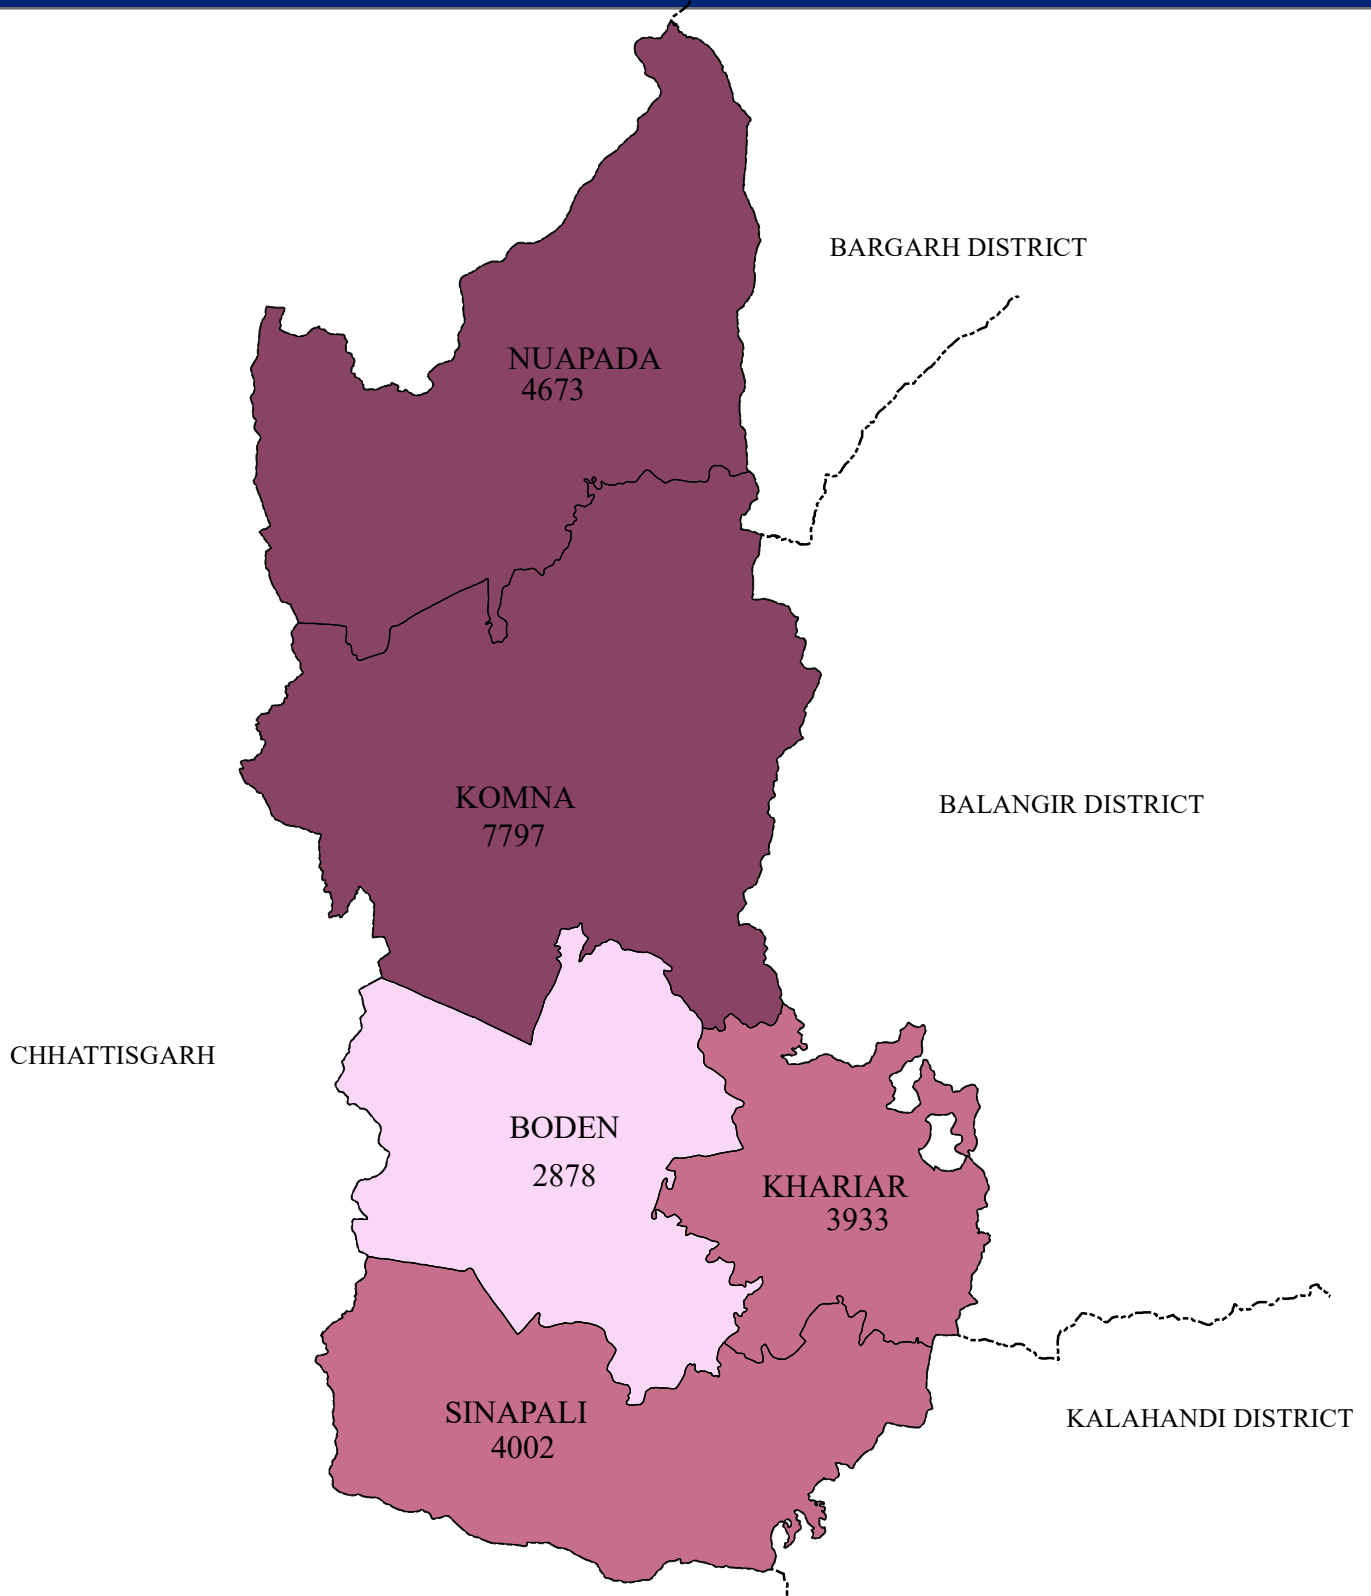 BARGARH DISTRICT
NUAPADA
4673
KOMNA
7797
BALANGIR DISTRICT
CHHATTISGARH
BODEN
2878
KHARIAR
3933
SINAPALI
4002
KALAHANDI DISTRICT